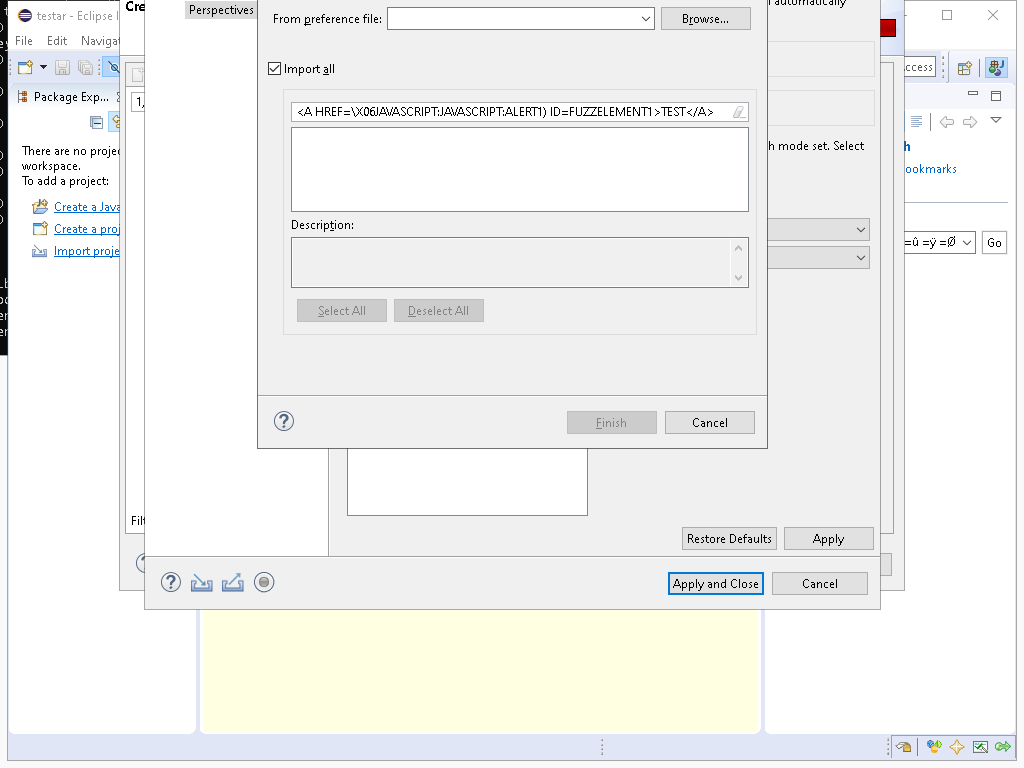 testar - Eclipse I
Cre
Perspectives
From preference file:
Browse...
automatically
File Edit Navigat
Import all
ccess
Package Exp...
1,
<A HREF=\X06JAVASCRIPT:JAVASCRIPT:ALERT1) ID=FUZZELEMENT1>TEST</A>
There are no projec
workspace.
To add a project:
h mode set. Select
h
ookmarks
Create a Java
Create a proj
Import proje
Description:
=û =ÿ =Ø
Go
Select All
Deselect All
Finish
Cancel
Filt
Restore Defaults
Apply
Apply and Close
Cancel